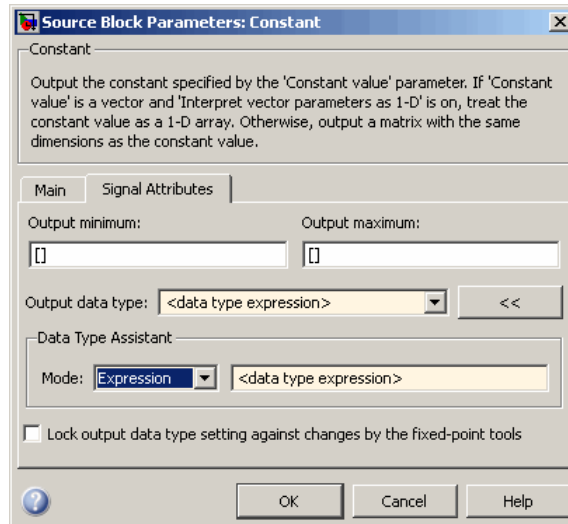 Source Block Parameters: Constant
Constant
Output the constant specified by the 'Constant value' parameter. If 'Constant
value' is a vector and 'Interpret vector parameters as 1-D' is on, treat the
constant value as a 1-D array. Otherwise, output a matrix with the same
dimensions as the constant value.
Main Signal Attributes
Output minimum: Output maximum:
[] []
Output data type: <data type expression> <<
Data Type Assistant
Mode: Expression <data type expression>
Lock output data type setting against changes by the fixed-point tools
? OK Cancel Help